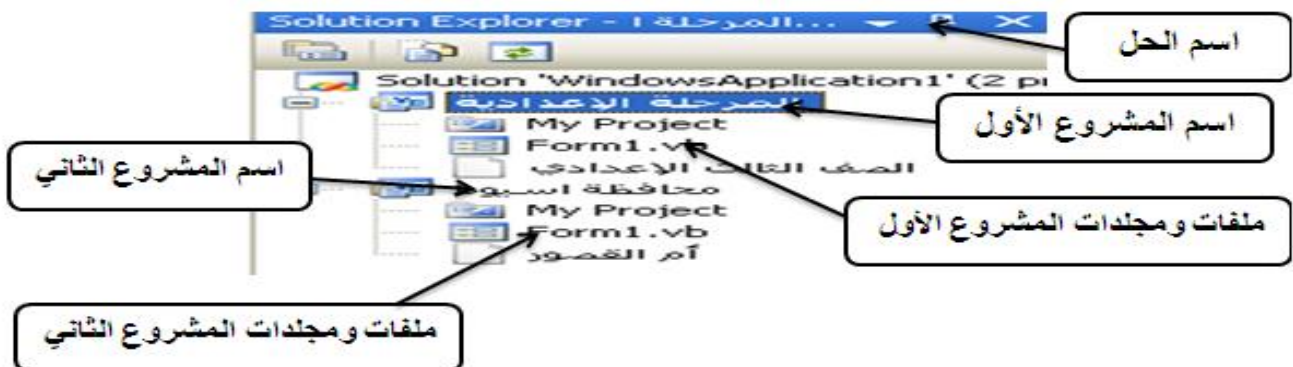 Solution Explorer - المرحلة ا...
اسم الحل
Solution 'WindowsApplication1' (2 pr
المرحلة الإعدادية
اسم المشروع الأول
My Project
Form1.vb
الصف الثالث الإعدادي
اسم المشروع الثاني
محافظة اسيو
My Project
ملفات ومجلدات المشروع الأول
Form1.vb
أم القصور
ملفات ومجلدات المشروع الثاني